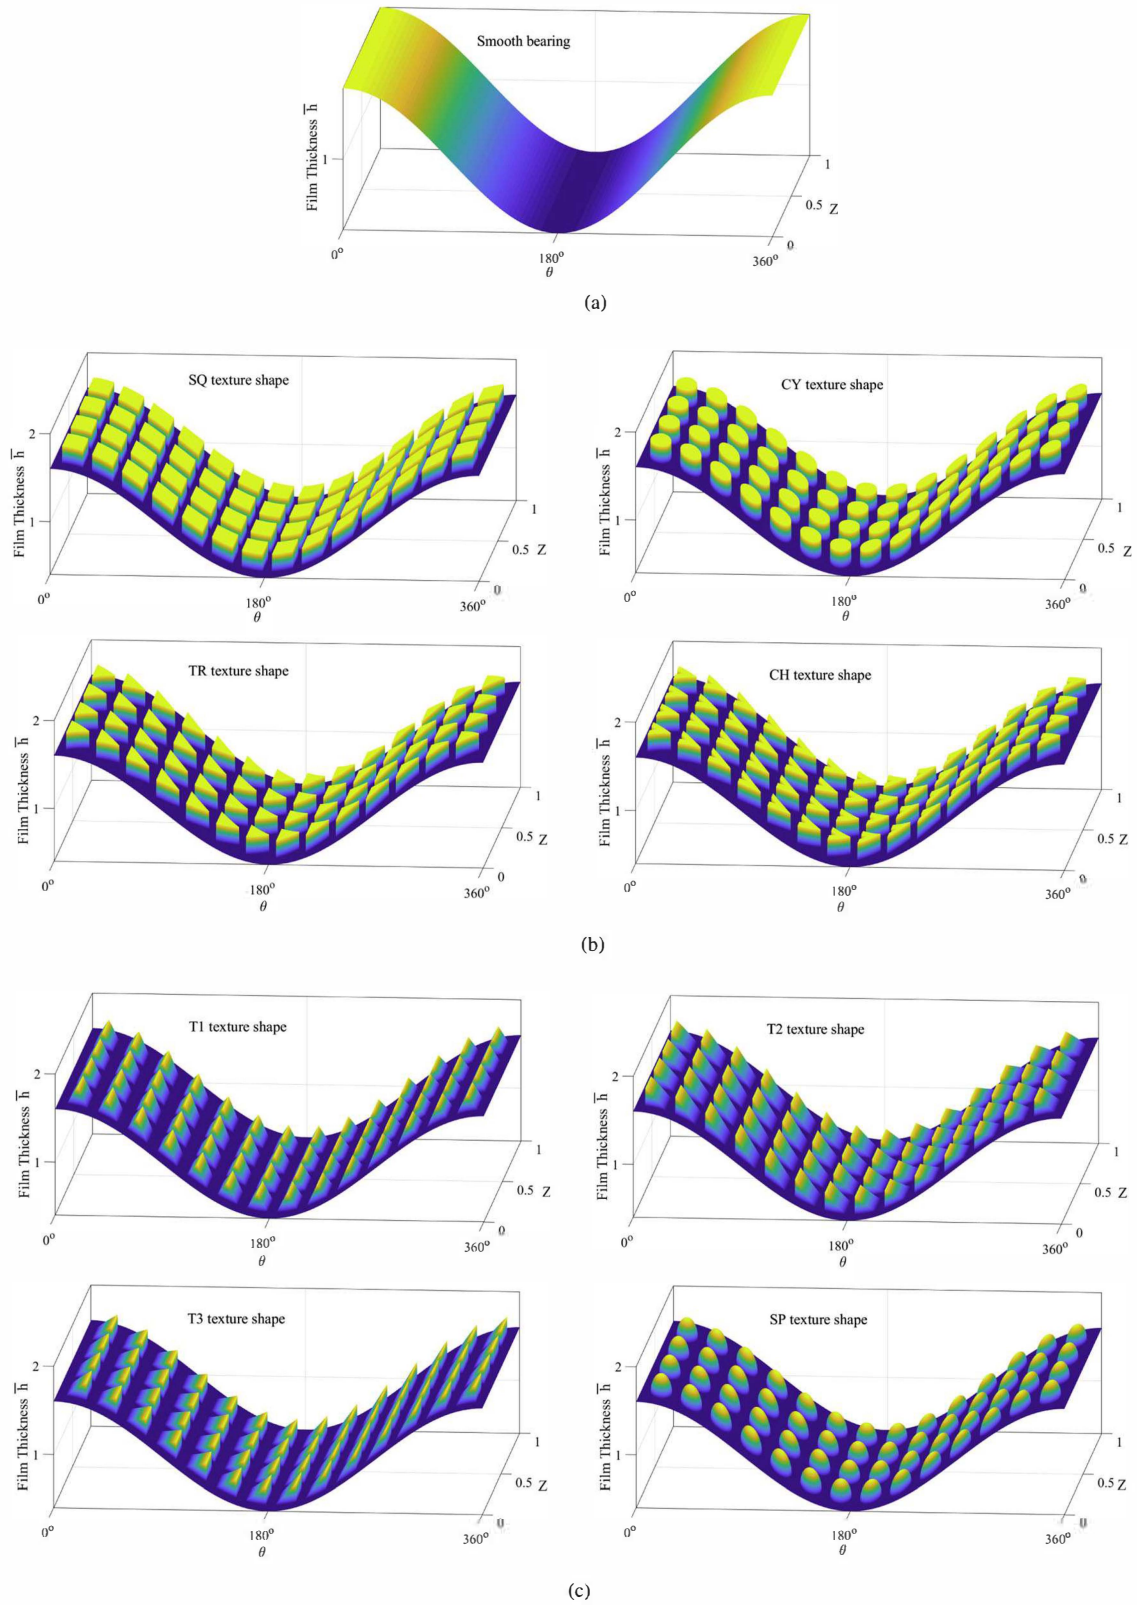 Smooth bearing
Film Thickness h̅
1
0°
180°
360°
θ
0
0.5
1
Z
(a)
SQ texture shape
Film Thickness h̅
2
1
0°
180°
360°
θ
0
0.5
1
Z
CY texture shape
Film Thickness h̅
2
1
0°
180°
360°
θ
0
0.5
1
Z
TR texture shape
Film Thickness h̅
2
1
0°
180°
360°
θ
0
0.5
1
Z
CH texture shape
Film Thickness h̅
2
1
0°
180°
360°
θ
0
0.5
1
Z
(b)
T1 texture shape
Film Thickness h̅
2
1
0°
180°
360°
θ
0
0.5
1
Z
T2 texture shape
Film Thickness h̅
2
1
0°
180°
360°
θ
0
0.5
1
Z
T3 texture shape
Film Thickness h̅
2
1
0°
180°
360°
θ
0
0.5
1
Z
SP texture shape
Film Thickness h̅
2
1
0°
180°
360°
θ
0
0.5
1
Z
(c)